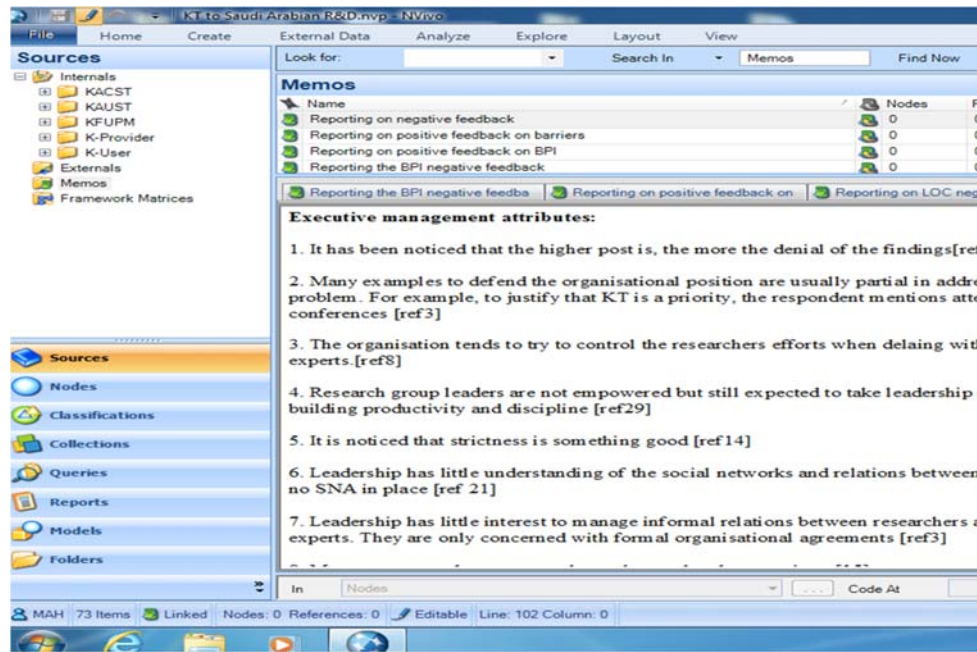 KT to Saudi Arabian R&D.nvp - NVivo
File Home Create External Data Analyze Explore Layout View
Sources
Look for: Search In Memos Find Now
Internals
KACST
KAUST
KFUPM
K-Provider
K-User
Externals
Memos
Framework Matrices
Memos
Name Nodes
Reporting on negative feedback 0
Reporting on positive feedback on barriers 0
Reporting on positive feedback on BPI 0
Reporting the BPI negative feedback 0
Reporting the BPI negative feedba Reporting on positive feedback on Reporting on LOC neg
Executive management attributes:
1. It has been noticed that the higher post is, the more the denial of the findings[re
2. Many examples to defend the organisational position are usually partial in addre
problem. For example, to justify that KT is a priority, the respondent mentions atte
conferences [ref3]
3. The organisation tends to try to control the researchers efforts when delaing wit
experts.[ref8]
4. Research group leaders are not empowered but still expected to take leadership
building productivity and discipline [ref29]
5. It is noticed that strictness is something good [ref14]
6. Leadership has little understanding of the social networks and relations between
no SNA in place [ref 21]
7. Leadership has little interest to manage informal relations between researchers a
experts. They are only concerned with formal organisational agreements [ref3]
Sources
Nodes
Classifications
Collections
Queries
Reports
Models
Folders
In Nodes ... Code At
MAH 73 Items Linked Nodes: 0 References: 0 Editable Line: 102 Column: 0